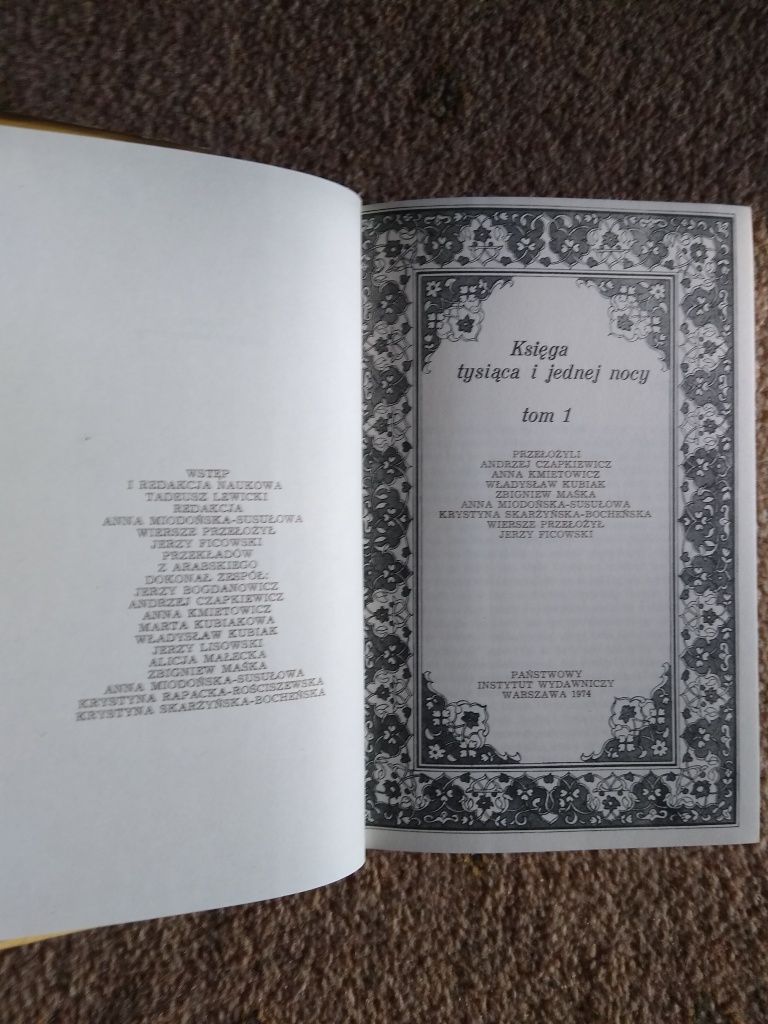 WSTĘP
I REDAKCJA NAUKOWA
TADEUSZ LEWICKI
REDAKCJA
ANNA MIODOŃSKA-SUSUŁOWA
WIERSZE PRZEŁOŻYŁ
JERZY FICOWSKI
PRZEKŁADÓW
Z ARABSKIEGO
DOKONAŁ ZESPÓŁ:
JERZY BOGDANOWICZ
ANDRZEJ CZAPKIEWICZ
ANNA KMIETOWICZ
MARTA KUBIAKOWA
WŁADYSŁAW KUBIAK
JERZY LISOWSKI
ALICJA MAŁECKA
ZBIGNIEW MAŚKA
ANNA MIODOŃSKA-SUSUŁOWA
KRYSTYNA RAPACKA-ROŚCISZEWSKA
KRYSTYNA SKARŻYŃSKA-BOCHEŃSKA
Księga
tysiąca i jednej nocy
tom 1
PRZEŁOŻYLI
ANDRZEJ CZAPKIEWICZ
ANNA KMIETOWICZ
WŁADYSŁAW KUBIAK
ZBIGNIEW MAŚKA
ANNA MIODOŃSKA-SUSUŁOWA
KRYSTYNA SKARŻYŃSKA-BOCHEŃSKA
WIERSZE PRZEŁOŻYŁ
JERZY FICOWSKI
PAŃSTWOWY
INSTYTUT WYDAWNICZY
WARSZAWA 1974